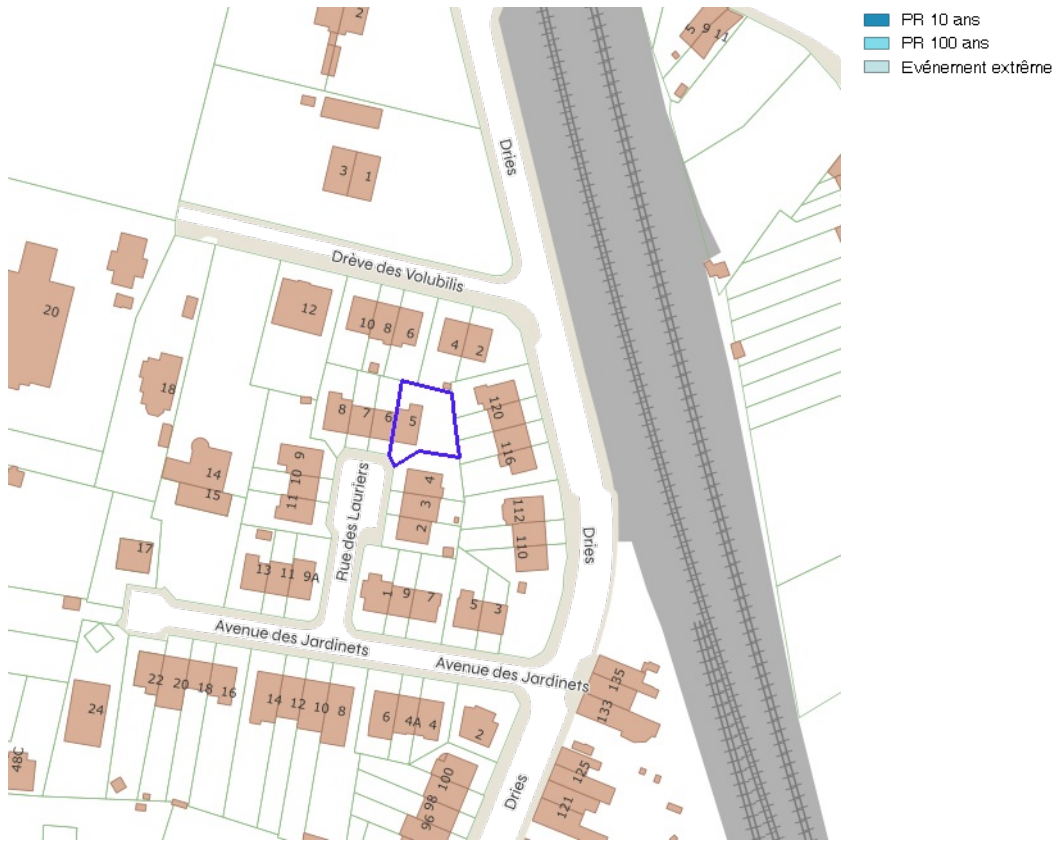 PR 10 ans
PR 100 ans
Evénement extrême
2
5 9 11
Dries
3 1
Drève des Volubilis
20
12
10 8 6
4 2
18
8 7 6 5
120
116
14
15
9
10
11
4
3
2
Rue des Lauriers
112
110
Dries
17
13 11 9A
1 9 7
5 3
Avenue des Jardinets
Avenue des Jardinets
135
133
22 20 18 16
14 12 10 8
6 4A 4
2
24
48C
100
98
96
Dries
125
121